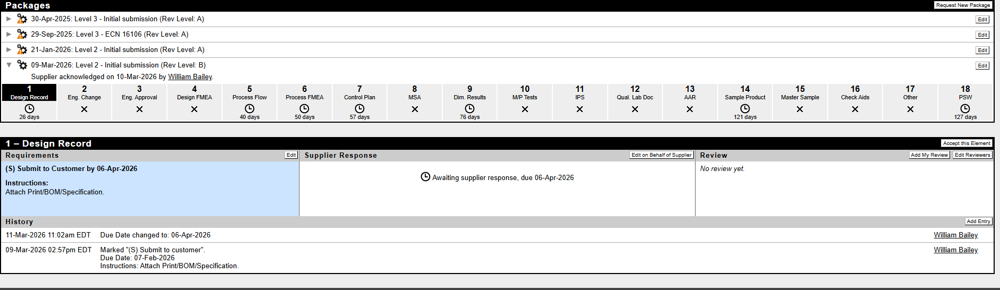 Packages
Request New Package
30-Apr-2025: Level 3 - Initial submission (Rev Level: A)
Edit
29-Sep-2025: Level 3 - ECN 16106 (Rev Level: A)
Edit
21-Jan-2026: Level 2 - Initial submission (Rev Level: A)
Edit
09-Mar-2026: Level 2 - Initial submission (Rev Level: B)
Edit
Supplier acknowledged on 10-Mar-2026 by William Bailey.
1 2 3 4 5 6 7 8 9 10 11 12 13 14 15 16 17 18
Design Record Eng. Change Eng. Approval Design FMEA Process Flow Process FMEA Control Plan MSA Dim. Results M/P Tests IPS Qual. Lab Doc AAR Sample Product Master Sample Check Aids Other PSW
26 days 40 days 50 days 57 days 76 days 121 days 127 days
1 – Design Record
Accept this Element
Requirements
Edit
Supplier Response
Edit on Behalf of Supplier
Review
Add My Review
Edit Reviewers
(S) Submit to Customer by 06-Apr-2026
Instructions:
Attach Print/BOM/Specification.
Awaiting supplier response, due 06-Apr-2026
No review yet.
History
Add Entry
11-Mar-2026 11:02am EDT Due Date changed to: 06-Apr-2026 William Bailey
09-Mar-2026 02:57pm EDT Marked "(S) Submit to customer". William Bailey
Due Date: 07-Feb-2026
Instructions: Attach Print/BOM/Specification.